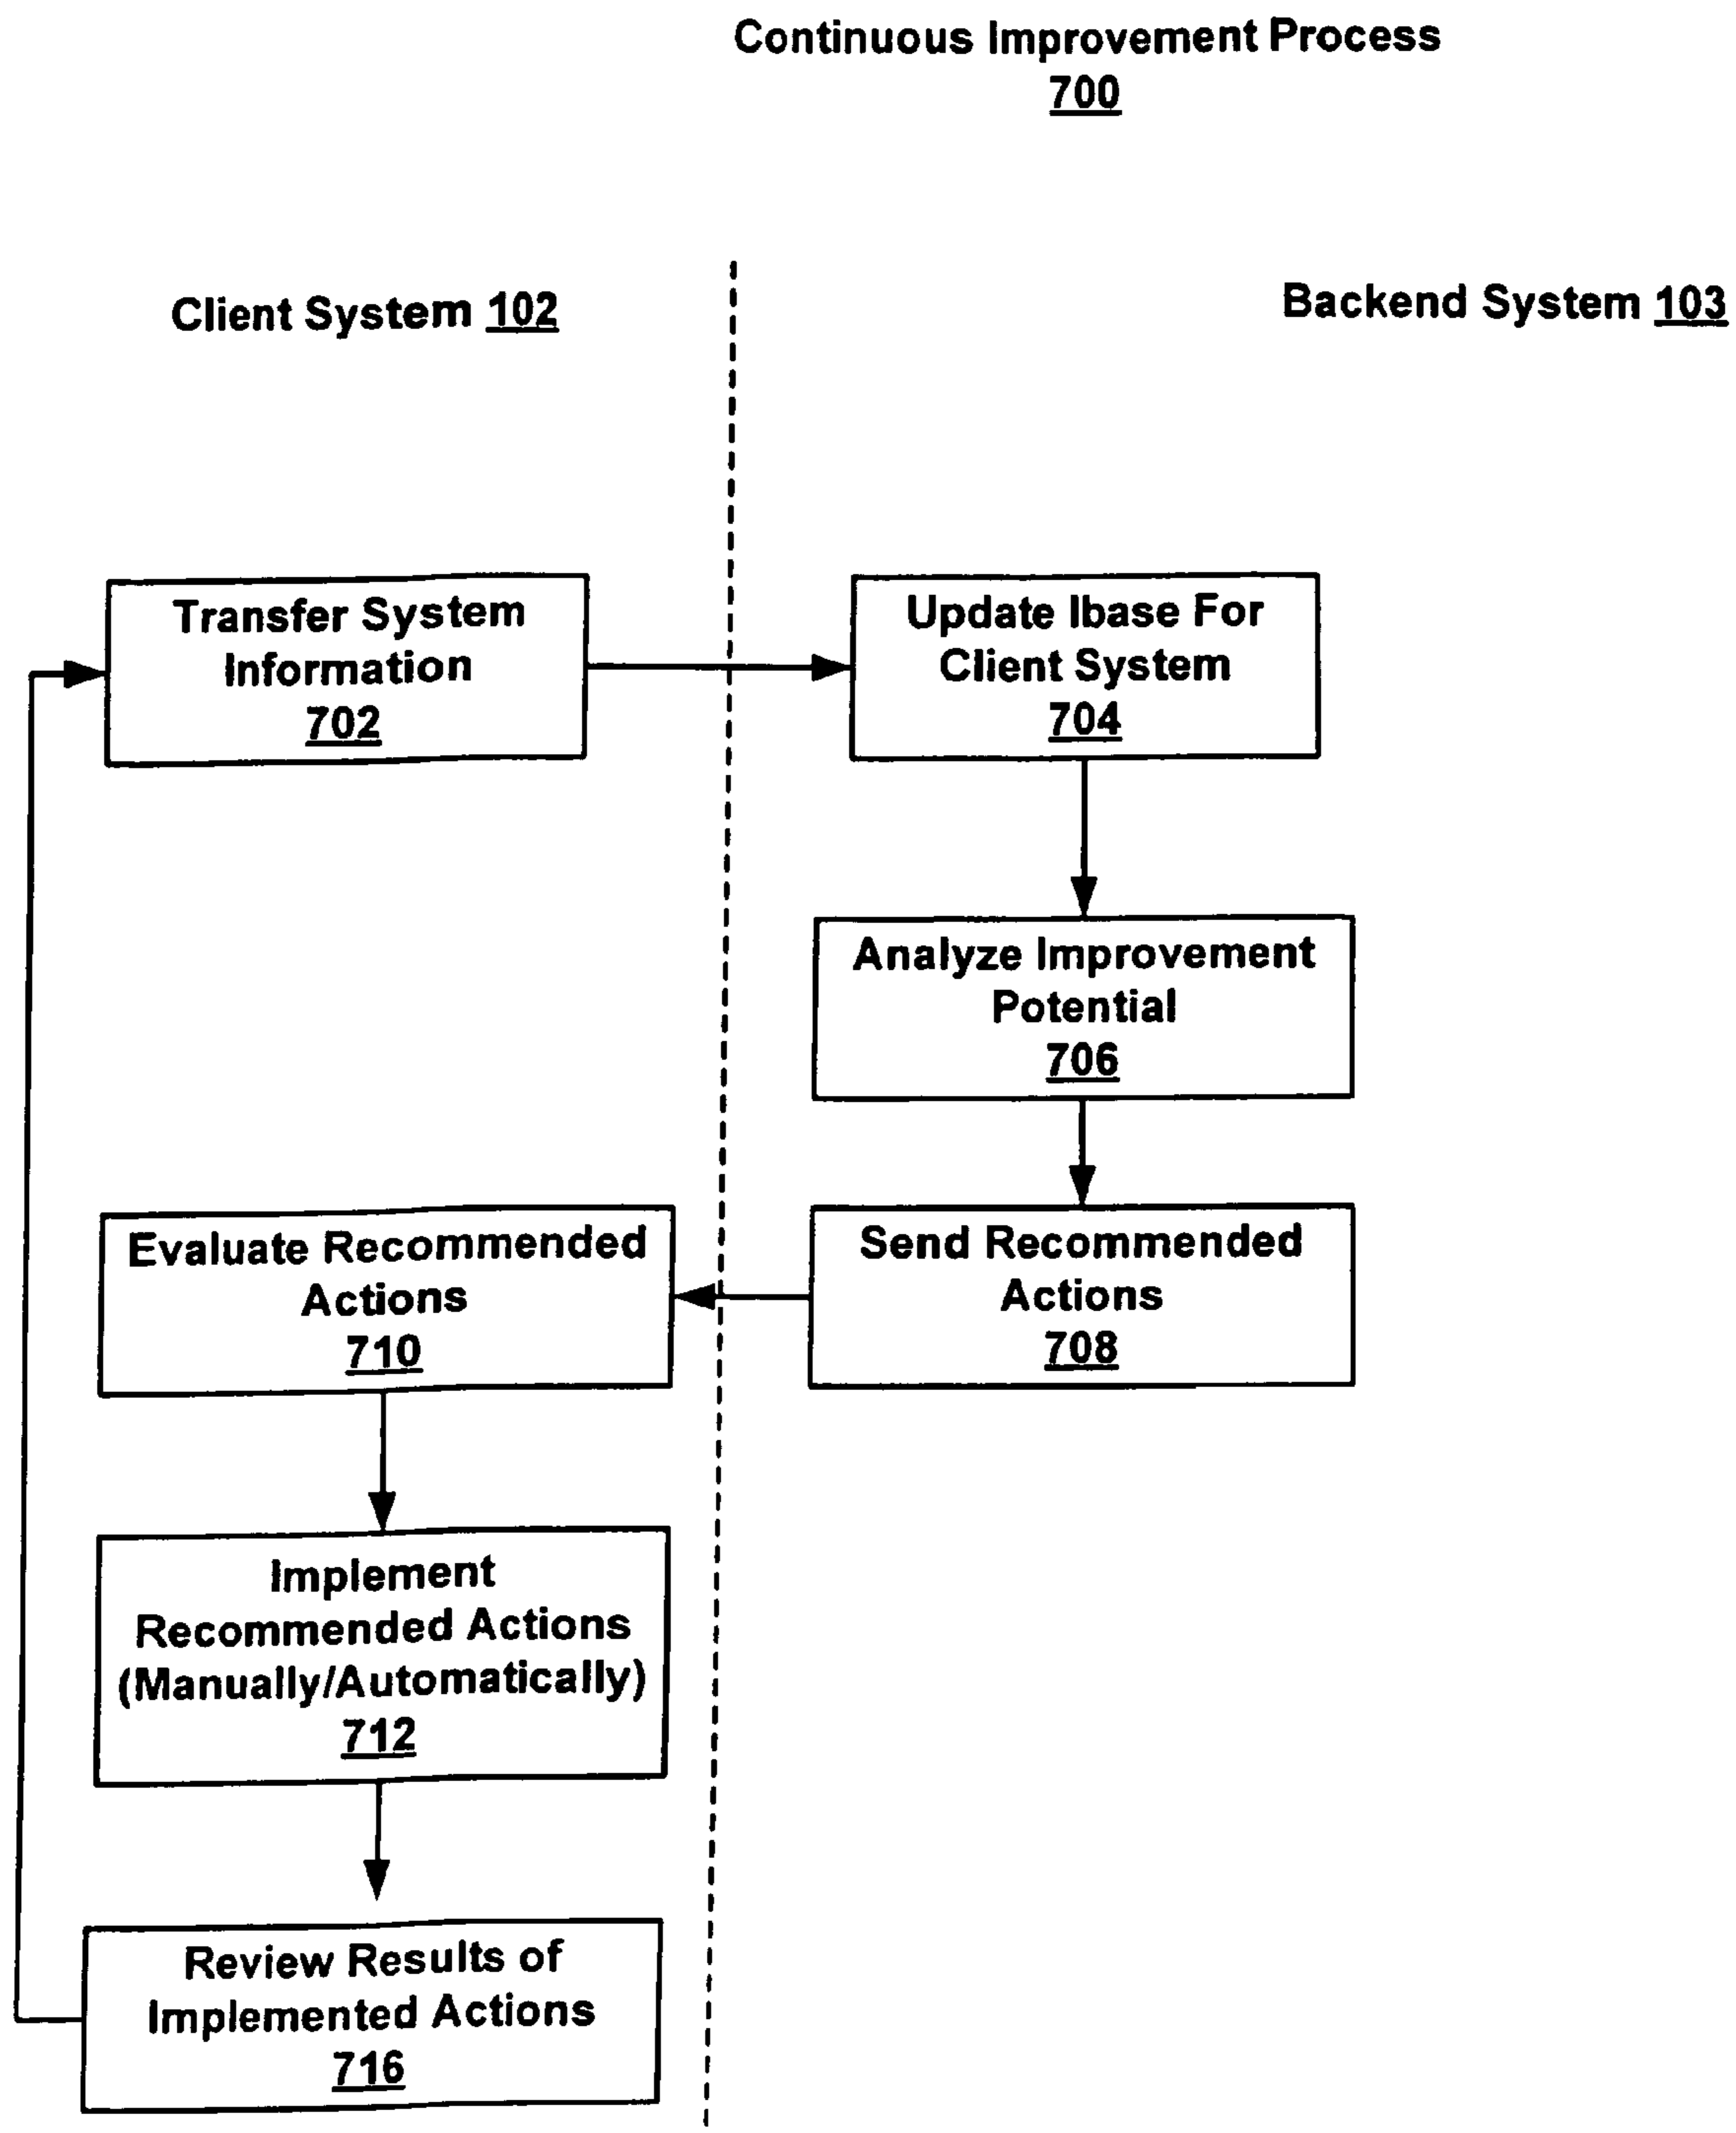 Continuous Improvement Process
700
Client System 102
Backend System 103
Transfer System
Information
702
Update Ibase For
Client System
704
Analyze Improvement
Potential
706
Send Recommended
Actions
708
Evaluate Recommended
Actions
710
Implement
Recommended Actions
(Manually/Automatically)
712
Review Results of
Implemented Actions
716